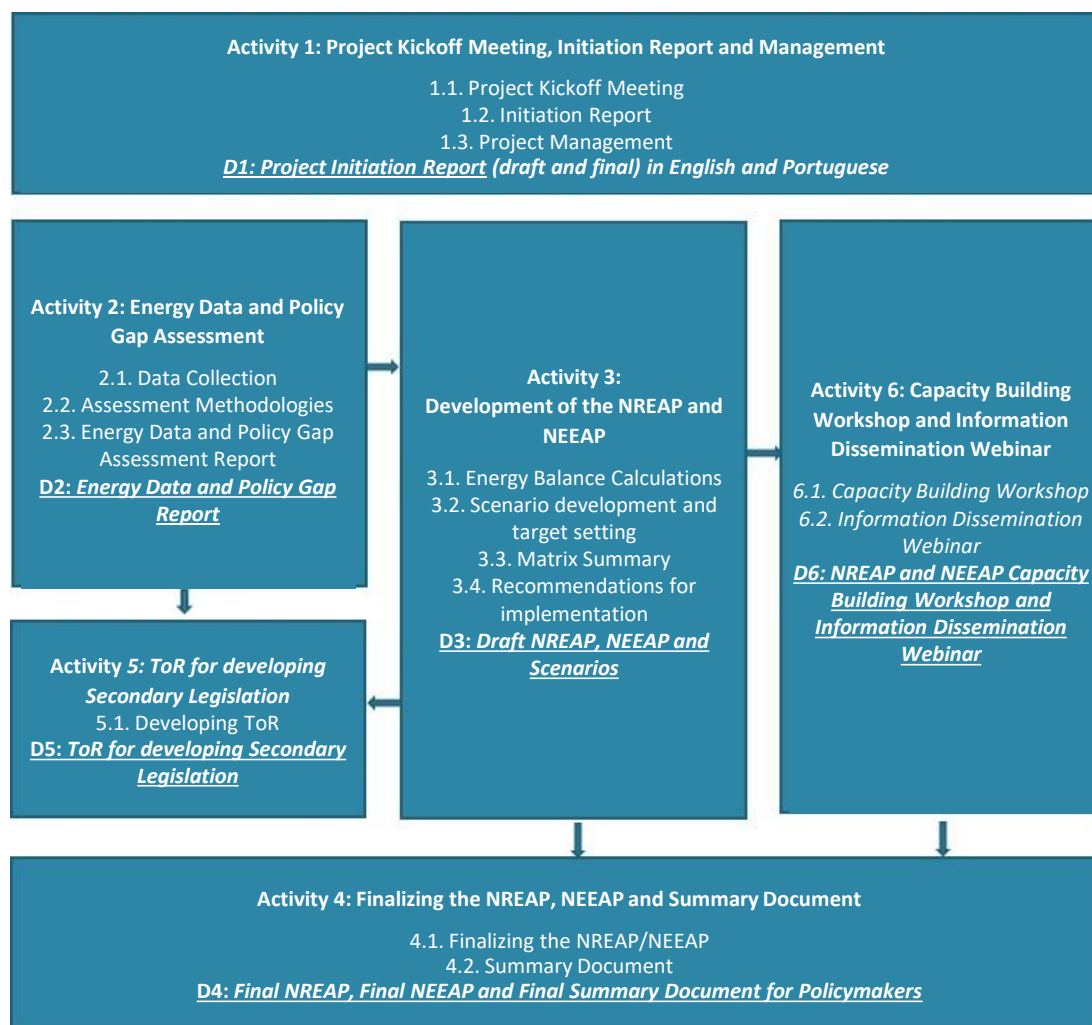 Activity 1: Project Kickoff Meeting, Initiation Report and Management
1.1. Project Kickoff Meeting
1.2. Initiation Report
1.3. Project Management
D1: Project Initiation Report (draft and final) in English and Portuguese
Activity 2: Energy Data and Policy
Gap Assessment
2.1. Data Collection
2.2. Assessment Methodologies
2.3. Energy Data and Policy Gap
Assessment Report
D2: Energy Data and Policy Gap
Report
Activity 3:
Development of the NREAP and
NEEAP
3.1. Energy Balance Calculations
3.2. Scenario development and
target setting
3.3. Matrix Summary
3.4. Recommendations for
implementation
D3: Draft NREAP, NEEAP and
Scenarios
Activity 6: Capacity Building
Workshop and Information
Dissemination Webinar
6.1. Capacity Building Workshop
6.2. Information Dissemination
Webinar
D6: NREAP and NEEAP Capacity
Building Workshop and
Information Dissemination
Webinar
Activity 5: ToR for developing
Secondary Legislation
5.1. Developing ToR
D5: ToR for developing Secondary
Legislation
Activity 4: Finalizing the NREAP, NEEAP and Summary Document
4.1. Finalizing the NREAP/NEEAP
4.2. Summary Document
D4: Final NREAP, Final NEEAP and Final Summary Document for Policymakers